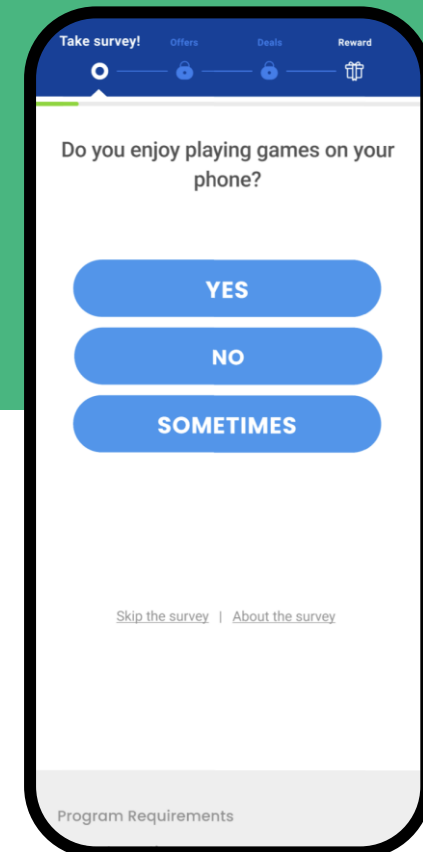 Take survey! Offers Deals Reward
Do you enjoy playing games on your
phone?
YES
NO
SOMETIMES
Skip the survey | About the survey
Program Requirements